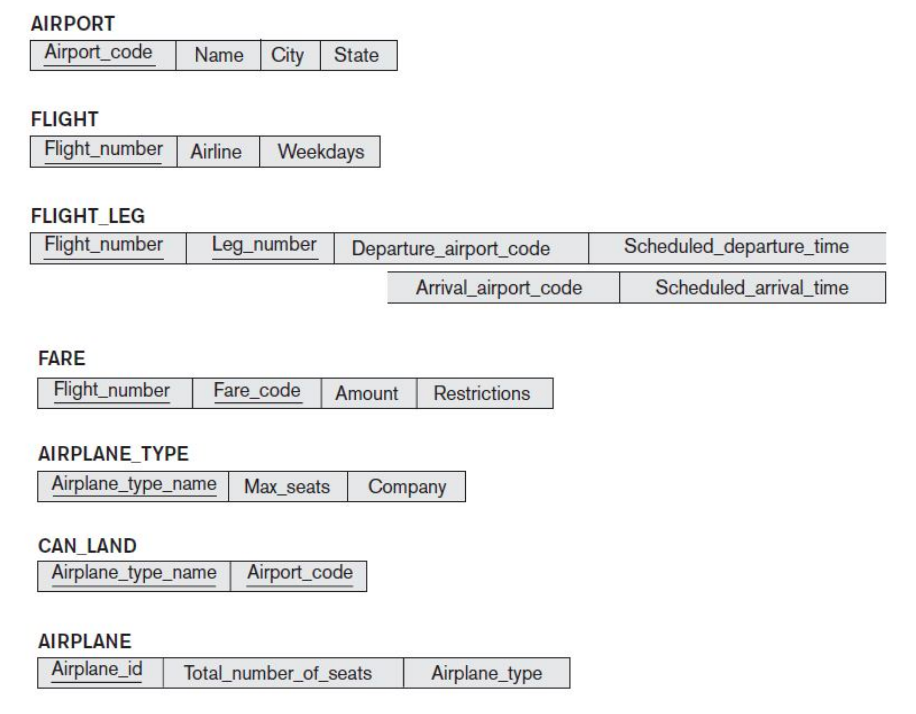 AIRPORT
Airport_code Name City State
FLIGHT
Flight_number Airline Weekdays
FLIGHT_LEG
Flight_number Leg_number Departure_airport_code Scheduled_departure_time
Arrival_airport_code Scheduled_arrival_time
FARE
Flight_number Fare_code Amount Restrictions
AIRPLANE_TYPE
Airplane_type_name Max_seats Company
CAN_LAND
Airplane_type_name Airport_code
AIRPLANE
Airplane_id Total_number_of_seats Airplane_type